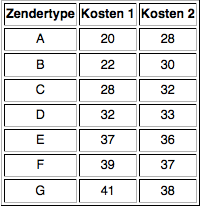 Zendertype Kosten 1 Kosten 2
A 20 28
B 22 30
C 28 32
D 32 33
E 37 36
F 39 37
G 41 38